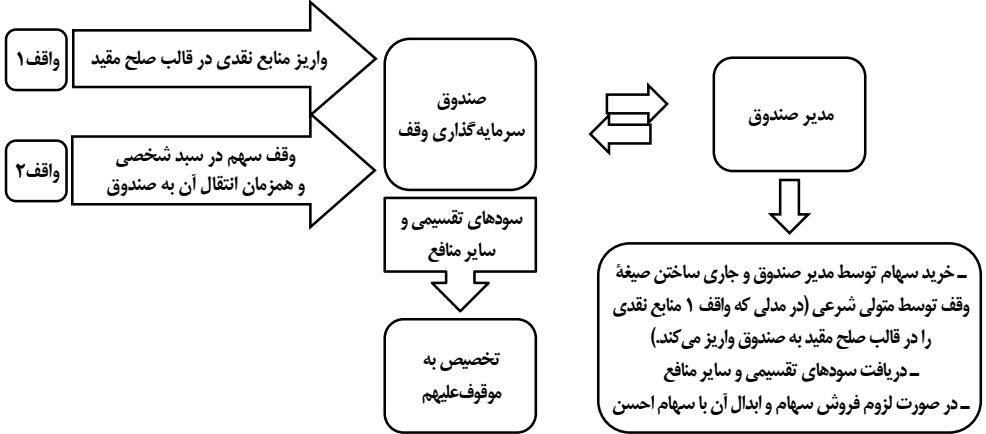 واقف۱
واریز منابع نقدی در قالب صلح مقید
واقف۲
وقف سهم در سبد شخصی
و همزمان انتقال آن به صندوق
صندوق
سرمایه‌گذاری وقف
مدیر صندوق
سودهای تقسیمی و
سایر منافع
تخصیص به
موقوف‌علیهم
ـ خرید سهام توسط مدیر صندوق و جاری ساختن صیغهٔ
وقف توسط متولی شرعی (در مدلی که واقف ۱ منابع نقدی
را در قالب صلح مقید به صندوق واریز می‌کند.)
ـ دریافت سودهای تقسیمی و سایر منافع
ـ در صورت لزوم فروش سهام و ابدال آن با سهام احسن